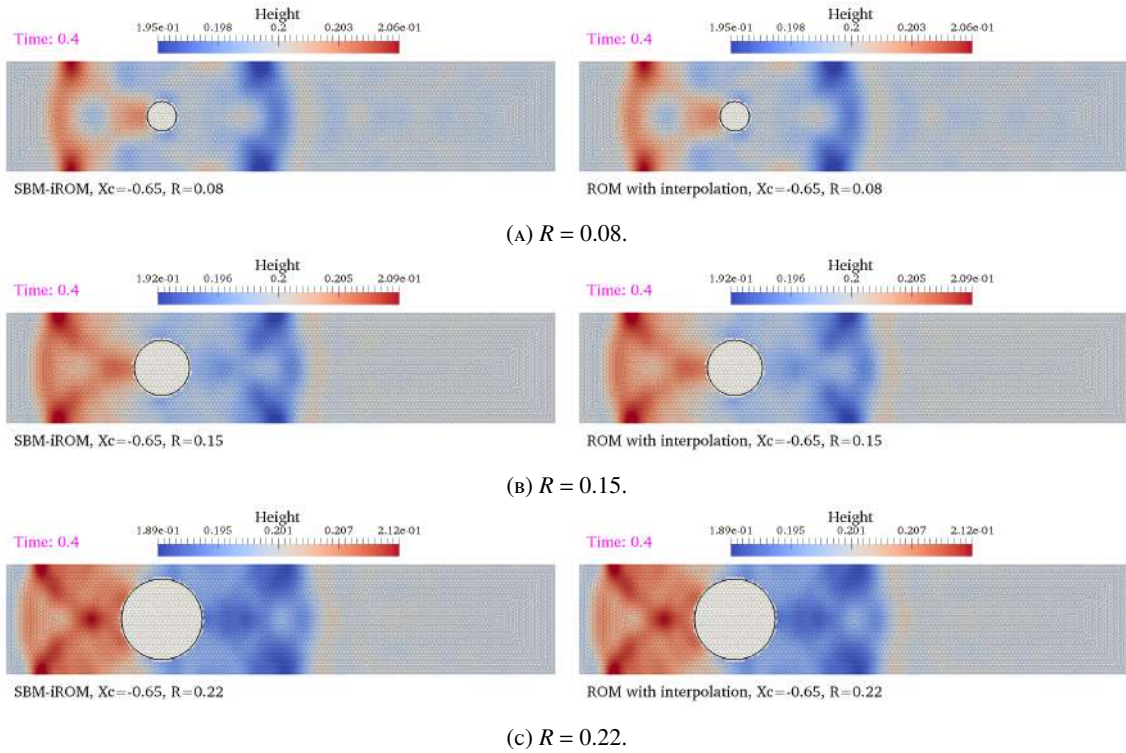 Height Height
Time: 0.4 1.95e-01 0.198 0.2 0.203 2.06e-01 Time: 0.4 1.95e-01 0.198 0.2 0.203 2.06e-01
SBM-iROM, Xc=-0.65, R=0.08 ROM with interpolation, Xc=-0.65, R=0.08
(A) R = 0.08.
Height Height
Time: 0.4 1.92e-01 0.196 0.2 0.205 2.09e-01 Time: 0.4 1.92e-01 0.196 0.2 0.205 2.09e-01
SBM-iROM, Xc=-0.65, R=0.15 ROM with interpolation, Xc=-0.65, R=0.15
(B) R = 0.15.
Height Height
Time: 0.4 1.89e-01 0.195 0.201 0.207 2.12e-01 Time: 0.4 1.89e-01 0.195 0.201 0.207 2.12e-01
SBM-iROM, Xc=-0.65, R=0.22 ROM with interpolation, Xc=-0.65, R=0.22
(C) R = 0.22.